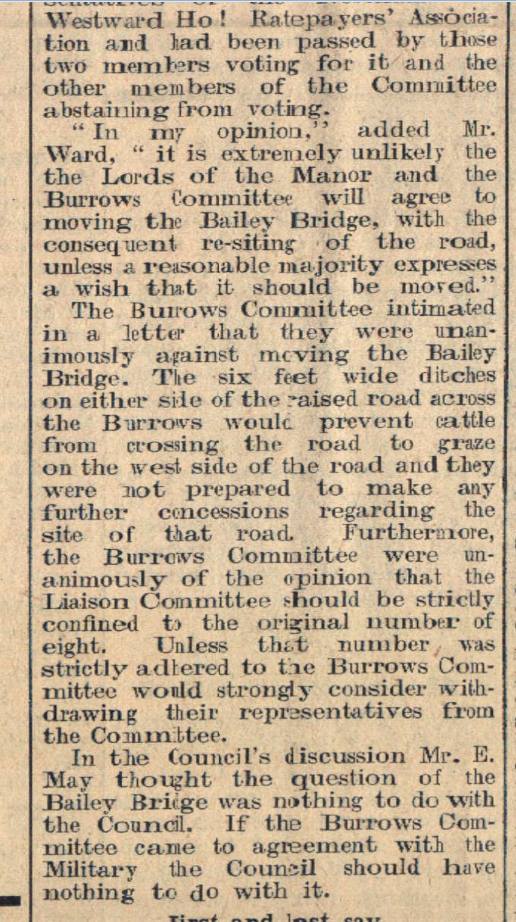 sentatives of the
Westward Ho! Ratepayers' Associa-
tion and had been passed by those
two members voting for it and the
other members of the Committee
abstaining from voting.
"In my opinion," added Mr.
Ward, "it is extremely unlikely the
the Lords of the Manor and the
Burrows Committee will agree to
moving the Bailey Bridge, with the
consequent re-siting of the road,
unless a reasonable majority expresses
a wish that it should be moved."
The Burrows Committee intimated
in a letter that they were unan-
imously against moving the Bailey
Bridge. The six feet wide ditches
on either side of the raised road across
the Burrows would prevent cattle
from crossing the road to graze
on the west side of the road and they
were not prepared to make any
further concessions regarding the
site of that road. Furthermore,
the Burrows Committee were un-
animously of the opinion that the
Liaison Committee should be strictly
confined to the original number of
eight. Unless that number was
strictly adhered to the Burrows Com-
mittee would strongly consider with-
drawing their representatives from
the Committee.
In the Council's discussion Mr. E.
May thought the question of the
Bailey Bridge was nothing to do with
the Council. If the Burrows Com-
mittee came to agreement with the
Military the Council should have
nothing to do with it.
First and last say